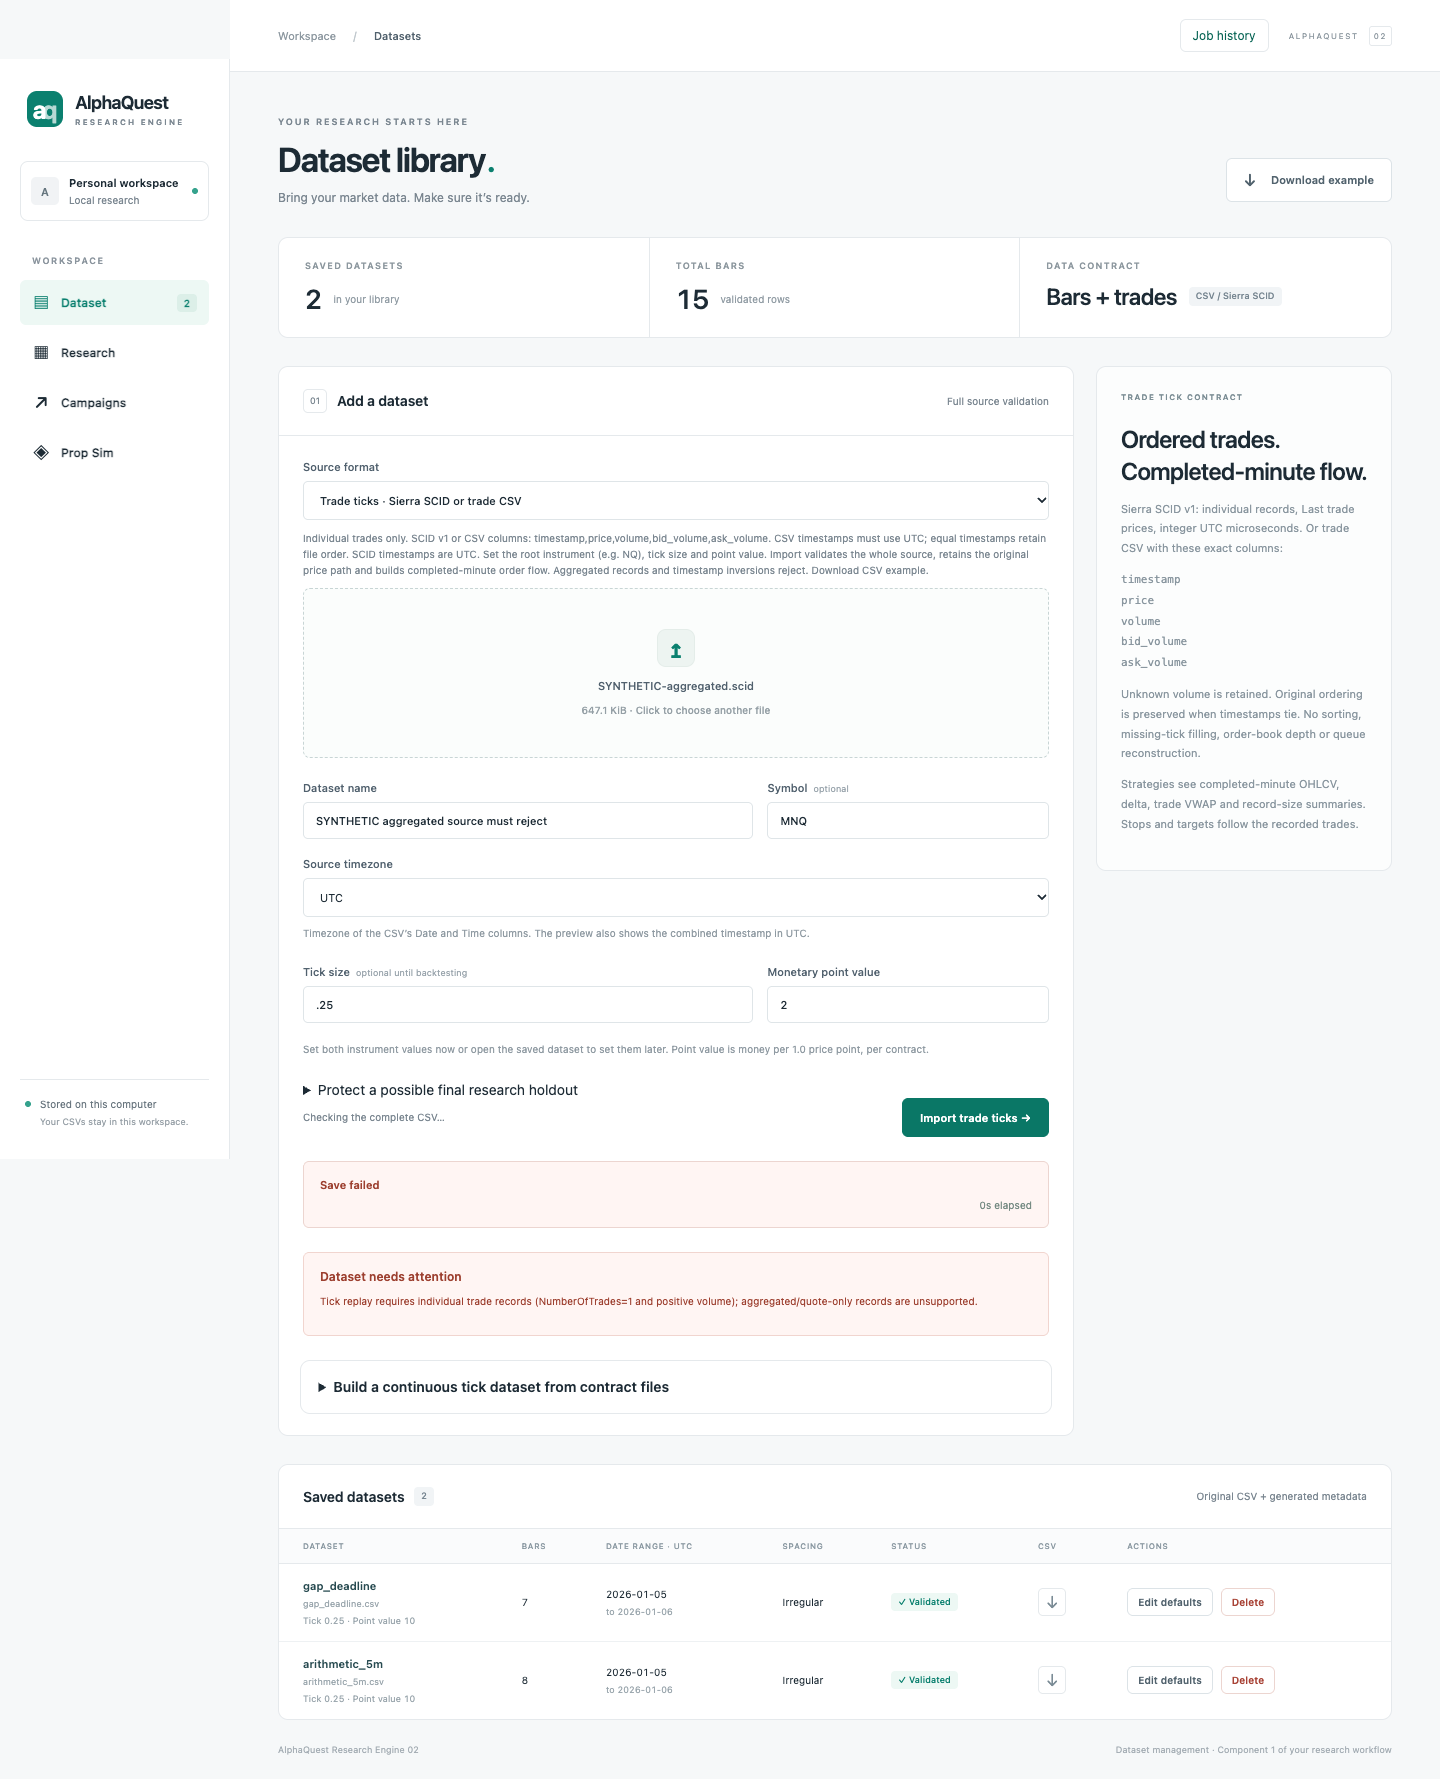 Workspace / Datasets
Job history
ALPHAQUEST 02
aq
AlphaQuest
RESEARCH ENGINE
A
Personal workspace
Local research
WORKSPACE
Dataset 2
Research
Campaigns
Prop Sim
Stored on this computer
Your CSVs stay in this workspace.
YOUR RESEARCH STARTS HERE
Dataset library.
Bring your market data. Make sure it's ready.
↓ Download example
SAVED DATASETS
2 in your library
TOTAL BARS
15 validated rows
DATA CONTRACT
Bars + trades CSV / Sierra SCID
01 Add a dataset
Full source validation
Source format
Trade ticks · Sierra SCID or trade CSV
Individual trades only. SCID v1 or CSV columns: timestamp,price,volume,bid_volume,ask_volume. CSV timestamps must use UTC; equal timestamps retain
file order. SCID timestamps are UTC. Set the root instrument (e.g. NQ), tick size and point value. Import validates the whole source, retains the original
price path and builds completed-minute order flow. Aggregated records and timestamp inversions reject. Download CSV example.
SYNTHETIC-aggregated.scid
647.1 KiB · Click to choose another file
Dataset name
SYNTHETIC aggregated source must reject
Symbol optional
MNQ
Source timezone
UTC
Timezone of the CSV's Date and Time columns. The preview also shows the combined timestamp in UTC.
Tick size optional until backtesting
.25
Monetary point value
2
Set both instrument values now or open the saved dataset to set them later. Point value is money per 1.0 price point, per contract.
Protect a possible final research holdout
Checking the complete CSV...
Import trade ticks →
Save failed
0s elapsed
Dataset needs attention
Tick replay requires individual trade records (NumberOfTrades=1 and positive volume); aggregated/quote-only records are unsupported.
Build a continuous tick dataset from contract files
TRADE TICK CONTRACT
Ordered trades.
Completed-minute flow.
Sierra SCID v1: individual records, Last trade
prices, integer UTC microseconds. Or trade
CSV with these exact columns:
timestamp
price
volume
bid_volume
ask_volume
Unknown volume is retained. Original ordering
is preserved when timestamps tie. No sorting,
missing-tick filling, order-book depth or queue
reconstruction.
Strategies see completed-minute OHLCV,
delta, trade VWAP and record-size summaries.
Stops and targets follow the recorded trades.
Saved datasets 2
Original CSV + generated metadata
DATASET BARS DATE RANGE · UTC SPACING STATUS CSV ACTIONS
gap_deadline
gap_deadline.csv
Tick 0.25 · Point value 10
7
2026-01-05
to 2026-01-06
Irregular
✓ Validated
↓
Edit defaults
Delete
arithmetic_5m
arithmetic_5m.csv
Tick 0.25 · Point value 10
8
2026-01-05
to 2026-01-06
Irregular
✓ Validated
↓
Edit defaults
Delete
AlphaQuest Research Engine 02
Dataset management · Component 1 of your research workflow